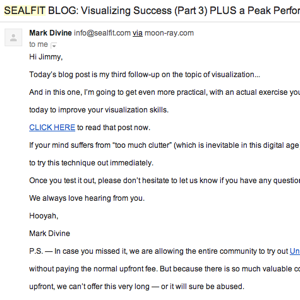 SEALFIT BLOG: Visualizing Success (Part 3) PLUS a Peak Perfor
Mark Divine info@sealfit.com via moon-ray.com
to me
Hi Jimmy,
Today's blog post is my third follow-up on the topic of visualization...
And in this one, I'm going to get even more practical, with an actual exercise you
today to improve your visualization skills.
CLICK HERE to read that post now.
If your mind suffers from "too much clutter" (which is inevitable in this digital age
to try this technique out immediately.
Once you test it out, please don't hesitate to let us know if you have any question
We always love hearing from you.
Hooyah,
Mark Divine
P.S. — In case you missed it, we are allowing the entire community to try out Un
without paying the normal upfront fee. But because there is so much valuable co
upfront, we can't offer this very long — or it will sure be abused.